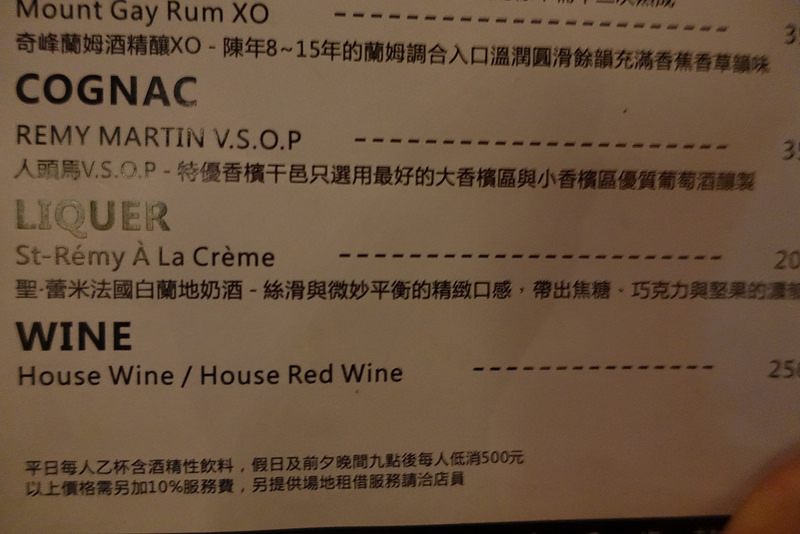 Mount Gay Rum XO
奇峰蘭姆酒精釀XO - 陳年8~15年的蘭姆調合入口溫潤圓滑餘韻充滿香蕉香草韻味
COGNAC
REMY MARTIN V.S.O.P
人頭馬V.S.O.P - 特優香檳干邑只選用最好的大香檳區與小香檳區優質葡萄酒釀製
LIQUER
St-Rémy À La Crème
聖·蕾米法國白蘭地奶酒 - 絲滑與微妙平衡的精緻口感，帶出焦糖、巧克力與堅果的
WINE
House Wine / House Red Wine 250
平日每人乙杯含酒精性飲料，假日及前夕晚間九點後每人低消500元
以上價格需另加10%服務費，另提供場地租借服務請洽店員